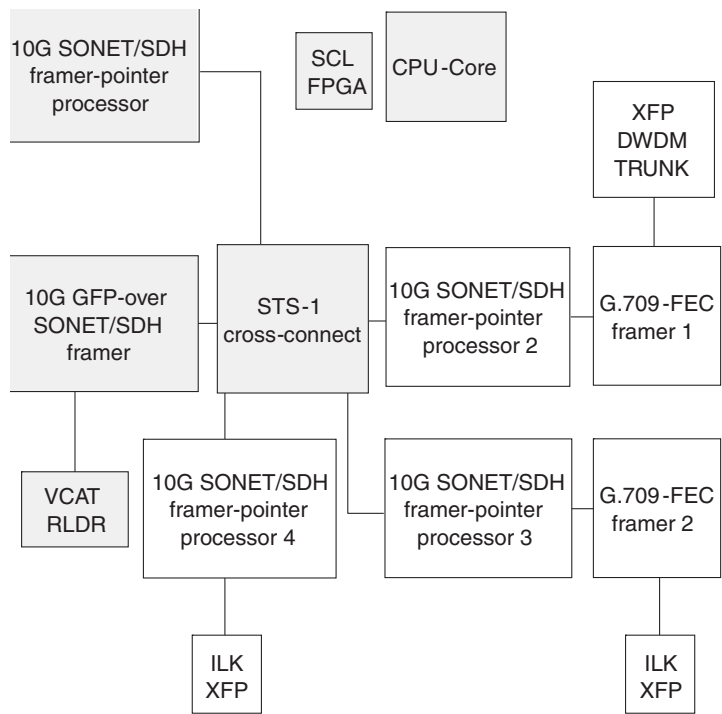 10G SONET/SDH
framer-pointer
processor
SCL
FPGA
CPU-Core
XFP
DWDM
TRUNK
10G GFP-over
SONET/SDH
framer
STS-1
cross-connect
10G SONET/SDH
framer-pointer
processor 2
G.709-FEC
framer 1
VCAT
RLDR
10G SONET/SDH
framer-pointer
processor 4
10G SONET/SDH
framer-pointer
processor 3
G.709-FEC
framer 2
ILK
XFP
ILK
XFP